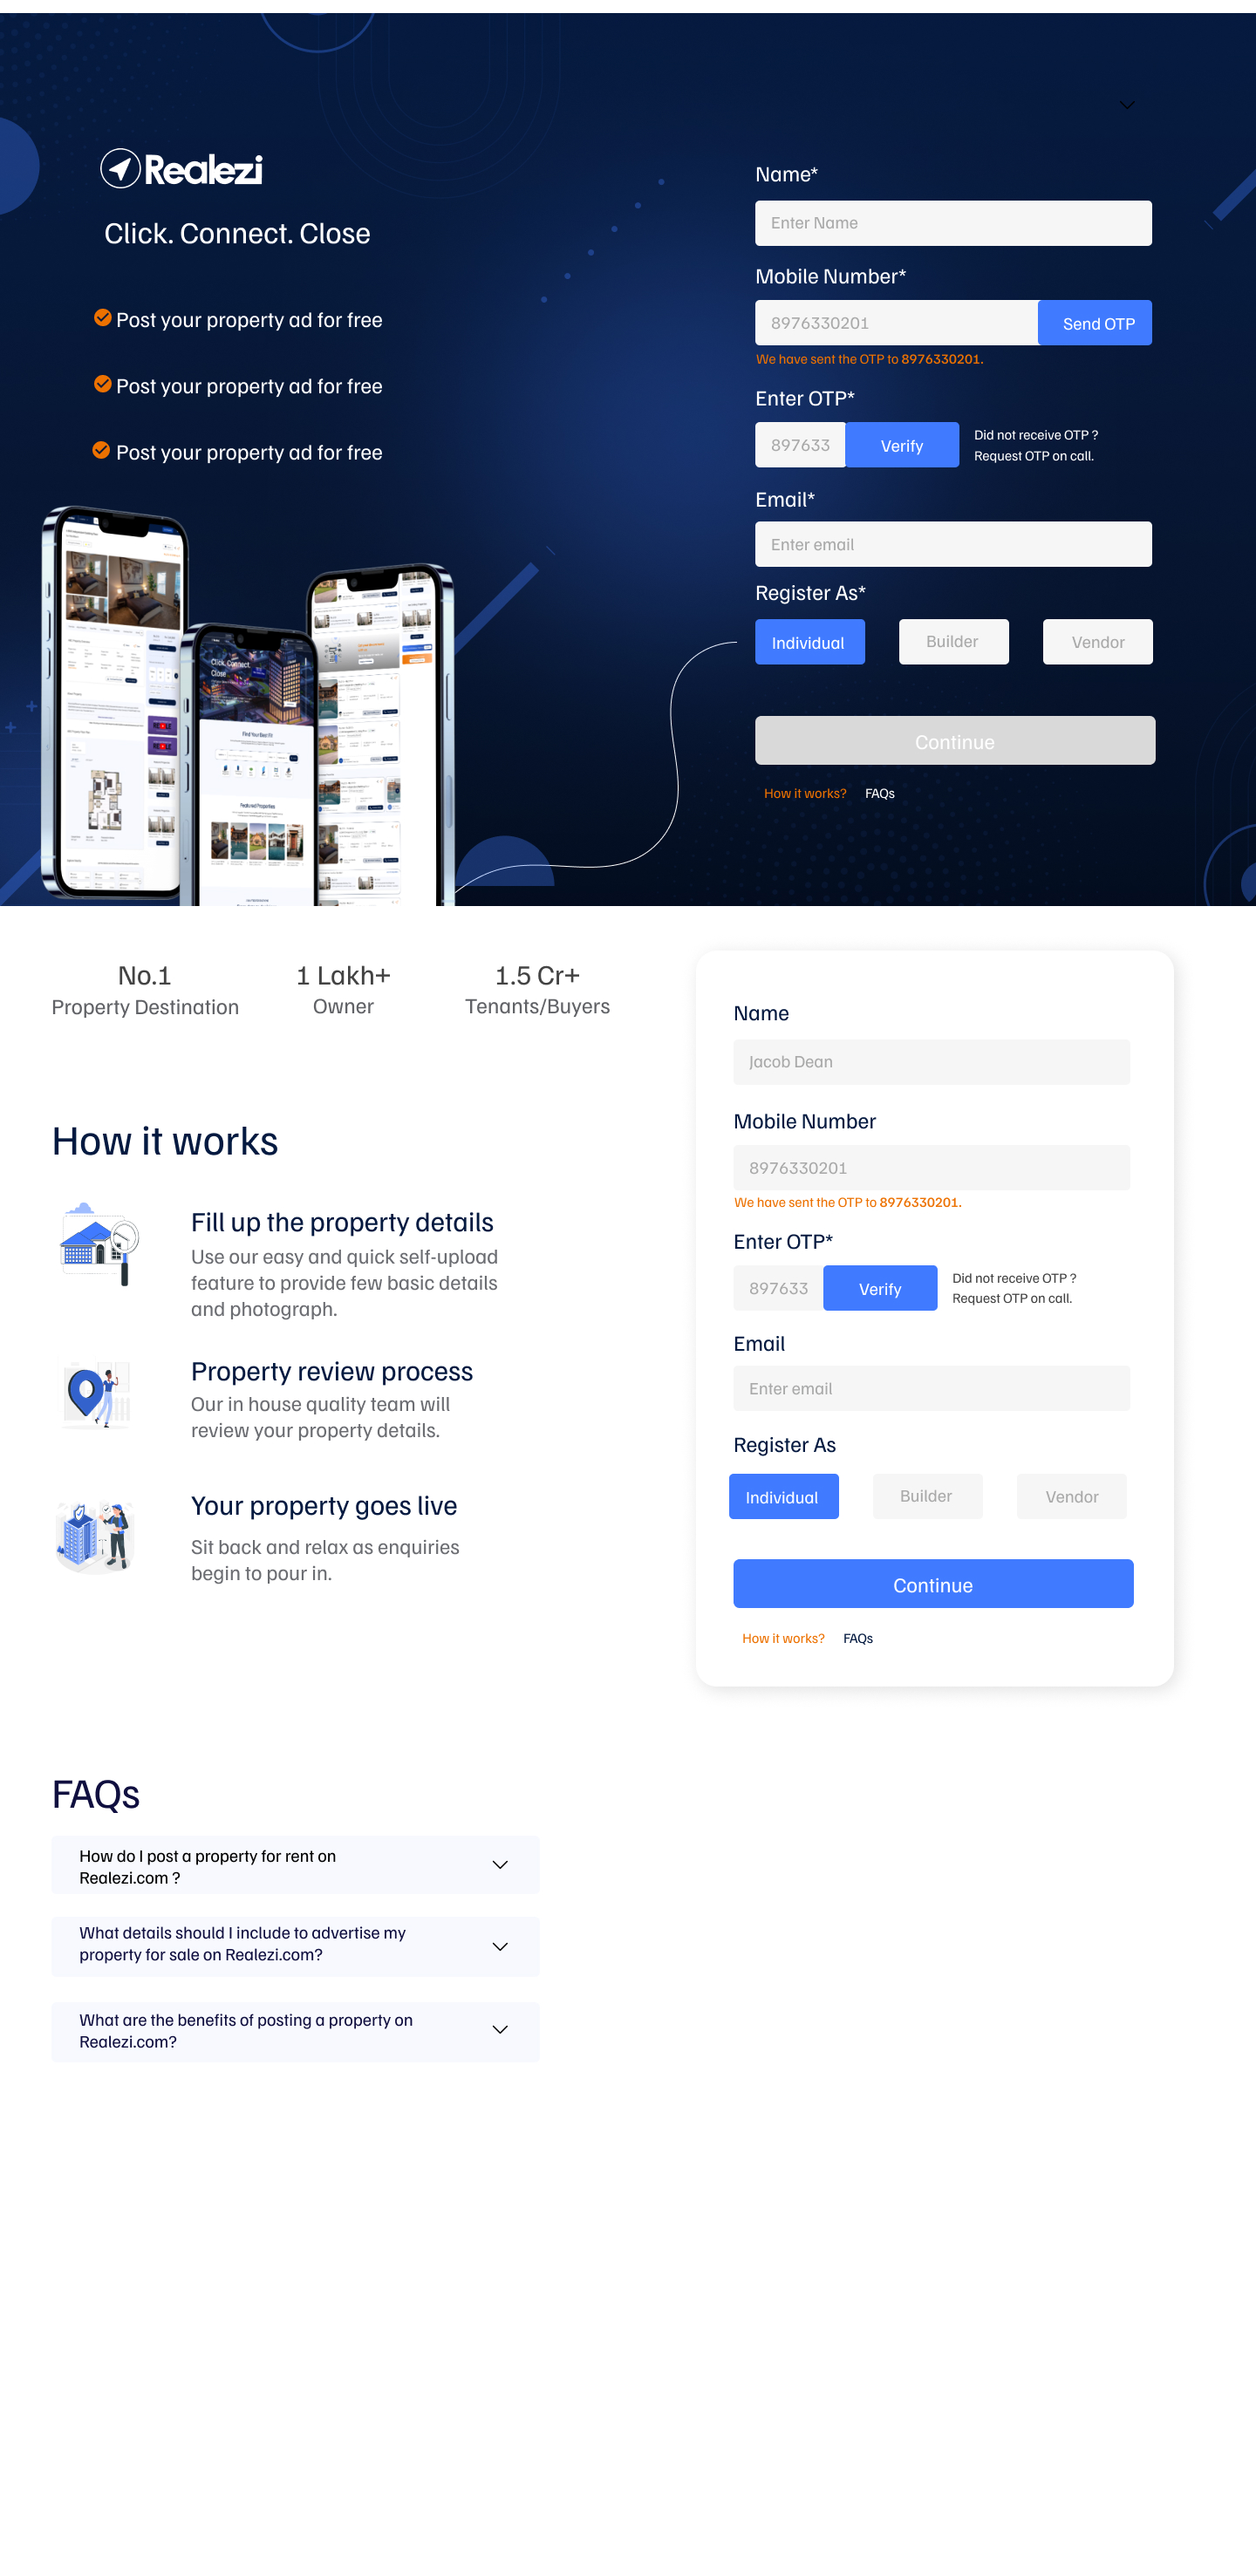 Realezi
Click. Connect. Close
Post your property ad for free
Post your property ad for free
Post your property ad for free
Click. Connect.
Close
Find Your Best Fit!
Featured Properties
Name*
Enter Name
Mobile Number*
8976330201
Send OTP
We have sent the OTP to 8976330201.
Enter OTP*
897633
Verify
Did not receive OTP ?
Request OTP on call.
Email*
Enter email
Register As*
Individual
Builder
Vendor
Continue
How it works?
FAQs
No.1
Property Destination
1 Lakh+
Owner
1.5 Cr+
Tenants/Buyers
How it works
Fill up the property details
Use our easy and quick self-upload
feature to provide few basic details
and photograph.
Property review process
Our in house quality team will
review your property details.
Your property goes live
Sit back and relax as enquiries
begin to pour in.
Name
Jacob Dean
Mobile Number
8976330201
We have sent the OTP to 8976330201.
Enter OTP*
897633
Verify
Did not receive OTP ?
Request OTP on call.
Email
Enter email
Register As
Individual
Builder
Vendor
Continue
How it works?
FAQs
FAQs
How do I post a property for rent on
Realezi.com ?
What details should I include to advertise my
property for sale on Realezi.com?
What are the benefits of posting a property on
Realezi.com?